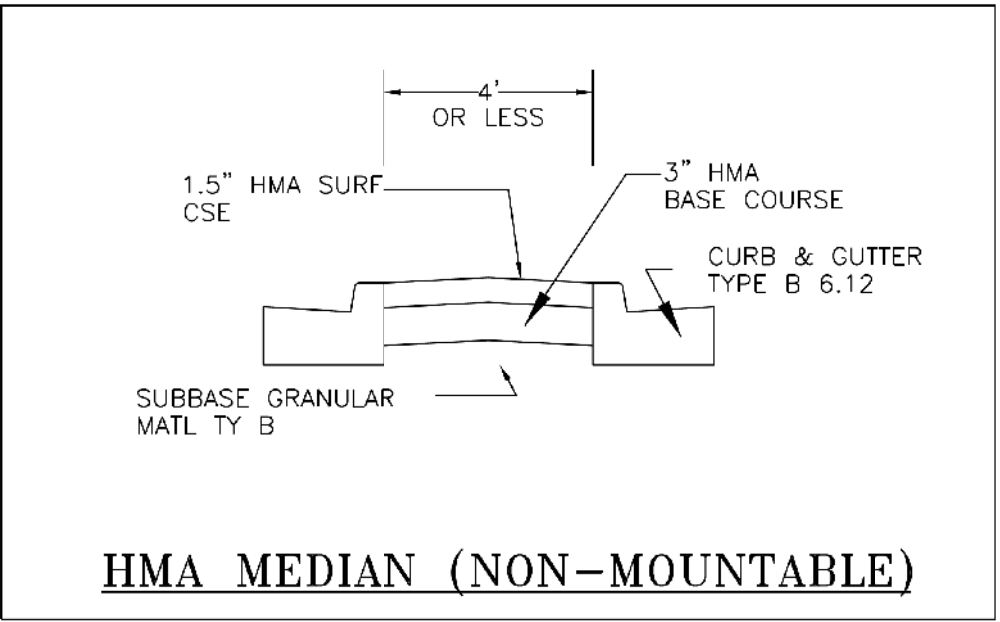 4'
OR LESS
1.5" HMA SURF
CSE
3" HMA
BASE COURSE
CURB & GUTTER
TYPE B 6.12
SUBBASE GRANULAR
MATL TY B
HMA MEDIAN (NON-MOUNTABLE)